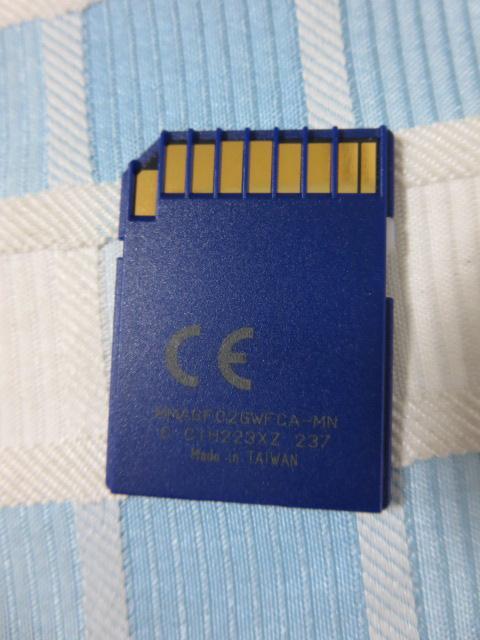 CE
MMAGF02GWFCA-MN
C C1H223XZ 237
Made in TAIWAN